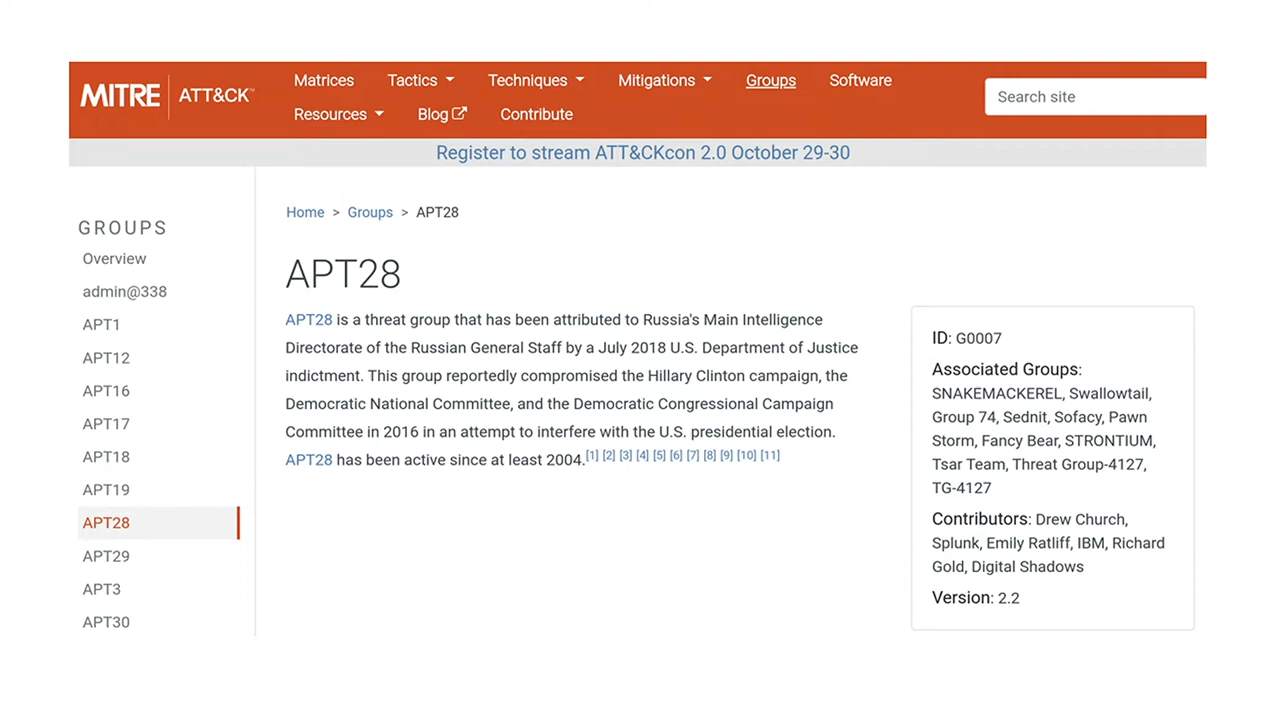 MITRE | ATT&CK™
Matrices Tactics Techniques Mitigations Groups Software
Resources Blog Contribute
Search site
Register to stream ATT&CKcon 2.0 October 29-30
GROUPS
Overview
admin@338
APT1
APT12
APT16
APT17
APT18
APT19
APT28
APT29
APT3
APT30
Home > Groups > APT28
APT28
APT28 is a threat group that has been attributed to Russia's Main Intelligence
Directorate of the Russian General Staff by a July 2018 U.S. Department of Justice
indictment. This group reportedly compromised the Hillary Clinton campaign, the
Democratic National Committee, and the Democratic Congressional Campaign
Committee in 2016 in an attempt to interfere with the U.S. presidential election.
APT28 has been active since at least 2004.[1] [2] [3] [4] [5] [6] [7] [8] [9] [10] [11]
ID: G0007
Associated Groups:
SNAKEMACKEREL, Swallowtail,
Group 74, Sednit, Sofacy, Pawn
Storm, Fancy Bear, STRONTIUM,
Tsar Team, Threat Group-4127,
TG-4127
Contributors: Drew Church,
Splunk, Emily Ratliff, IBM, Richard
Gold, Digital Shadows
Version: 2.2